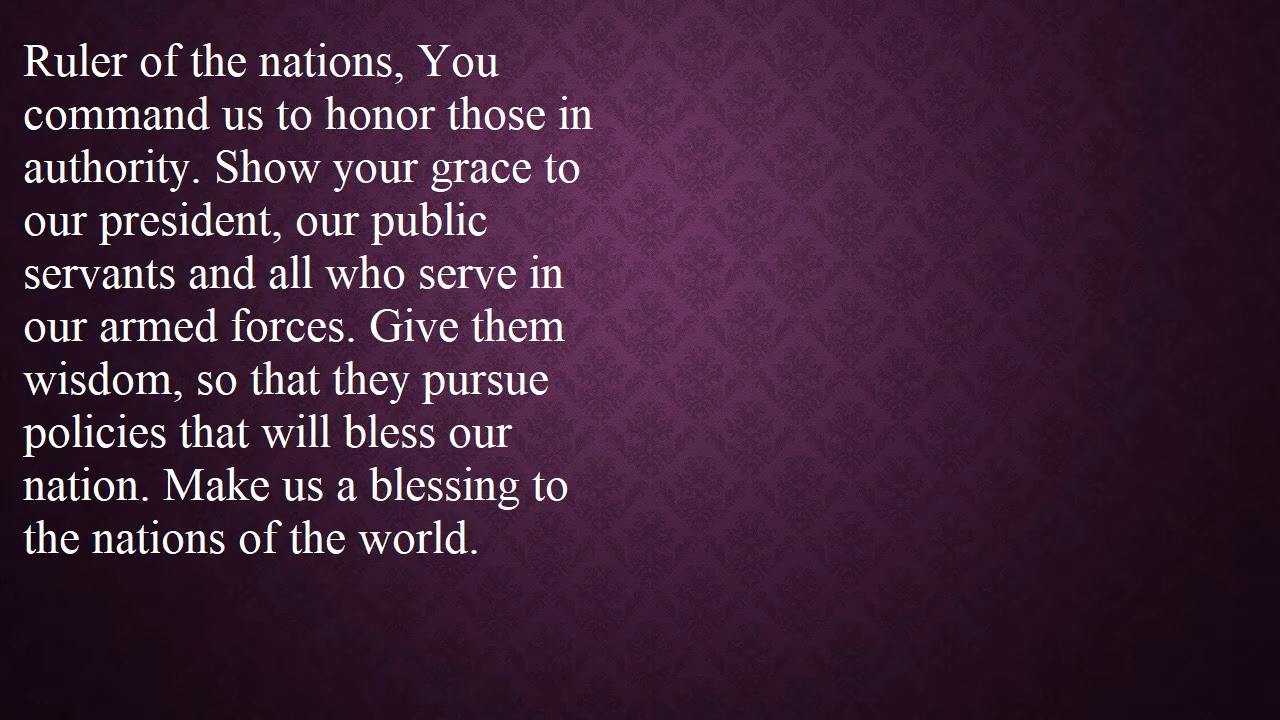 Ruler of the nations, You
command us to honor those in
authority. Show your grace to
our president, our public
servants and all who serve in
our armed forces. Give them
wisdom, so that they pursue
policies that will bless our
nation. Make us a blessing to
the nations of the world.